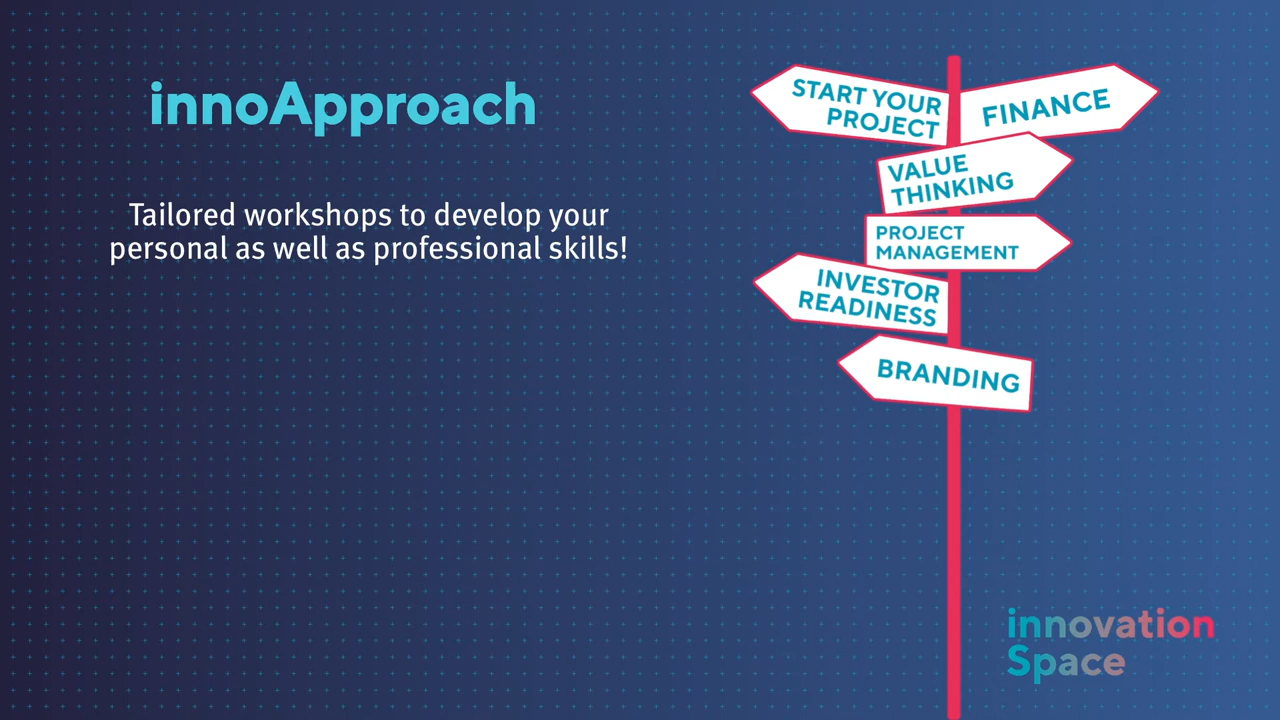 innoApproach
Tailored workshops to develop your
personal as well as professional skills!
START YOUR
PROJECT
FINANCE
VALUE
THINKING
PROJECT
MANAGEMENT
INVESTOR
READINESS
BRANDING
innovation
Space